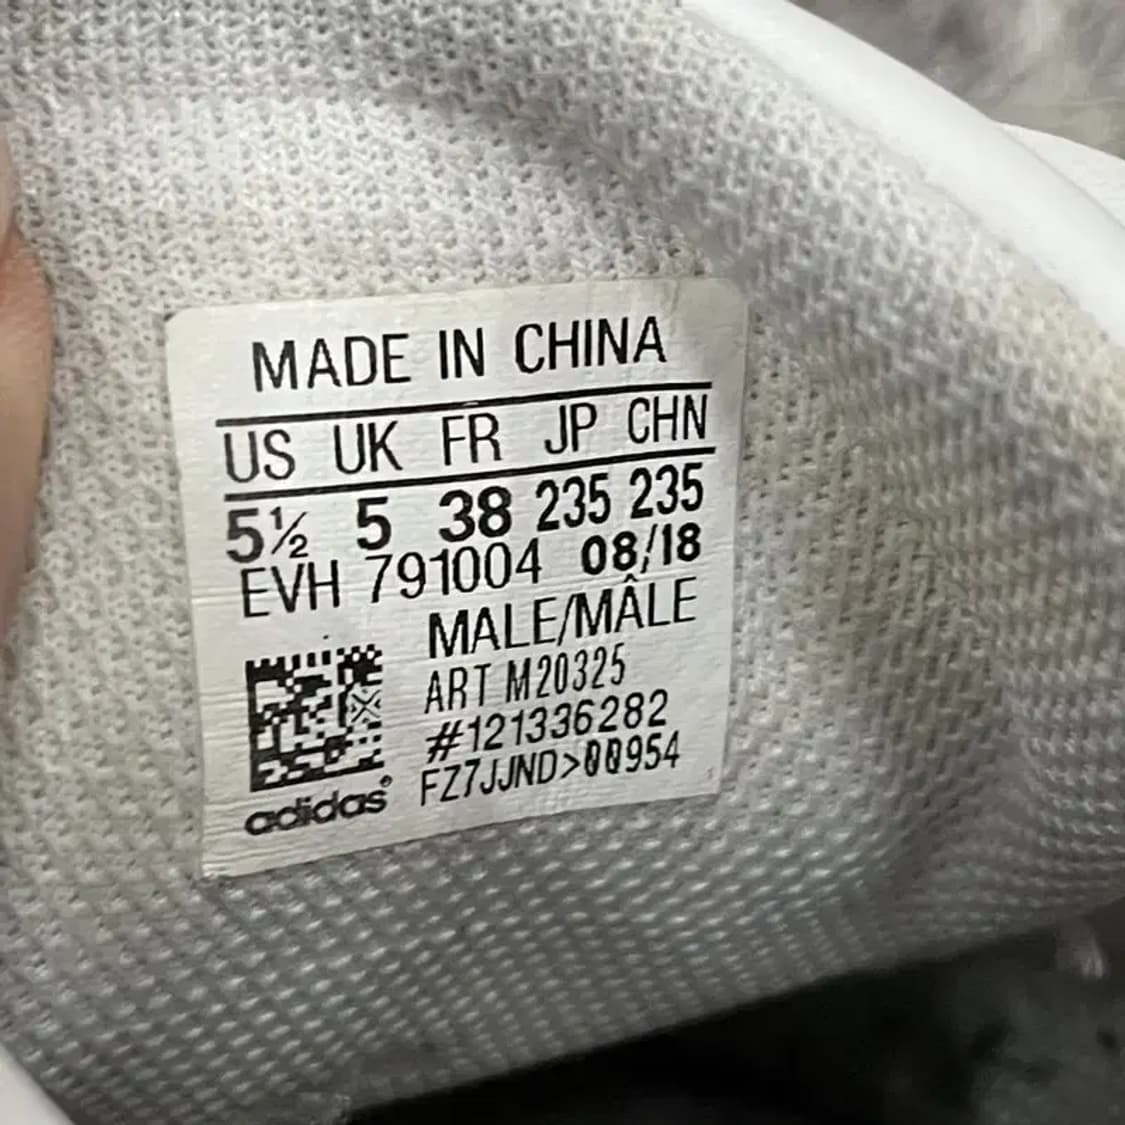 MADE IN CHINA
US UK FR JP CHN
5½ 5 38 235 235
EVH 791004 08/18
MALE/MÂLE
ART M20325
#121336282
FZ7JJND>00954
adidas®